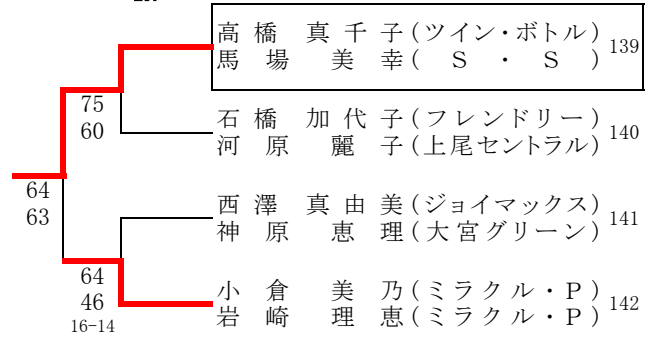 高橋 真千子(ツイン・ボトル) 139
馬場 美幸(S・S)
75
60
石橋 加代子(フレンドリー) 140
河原 麗子(上尾セントラル)
64
63
西澤 真由美(ジョイマックス) 141
神原 恵理(大宮グリーン)
64
46
16-14
小倉 美乃(ミラクル・P) 142
岩崎 理恵(ミラクル・P)